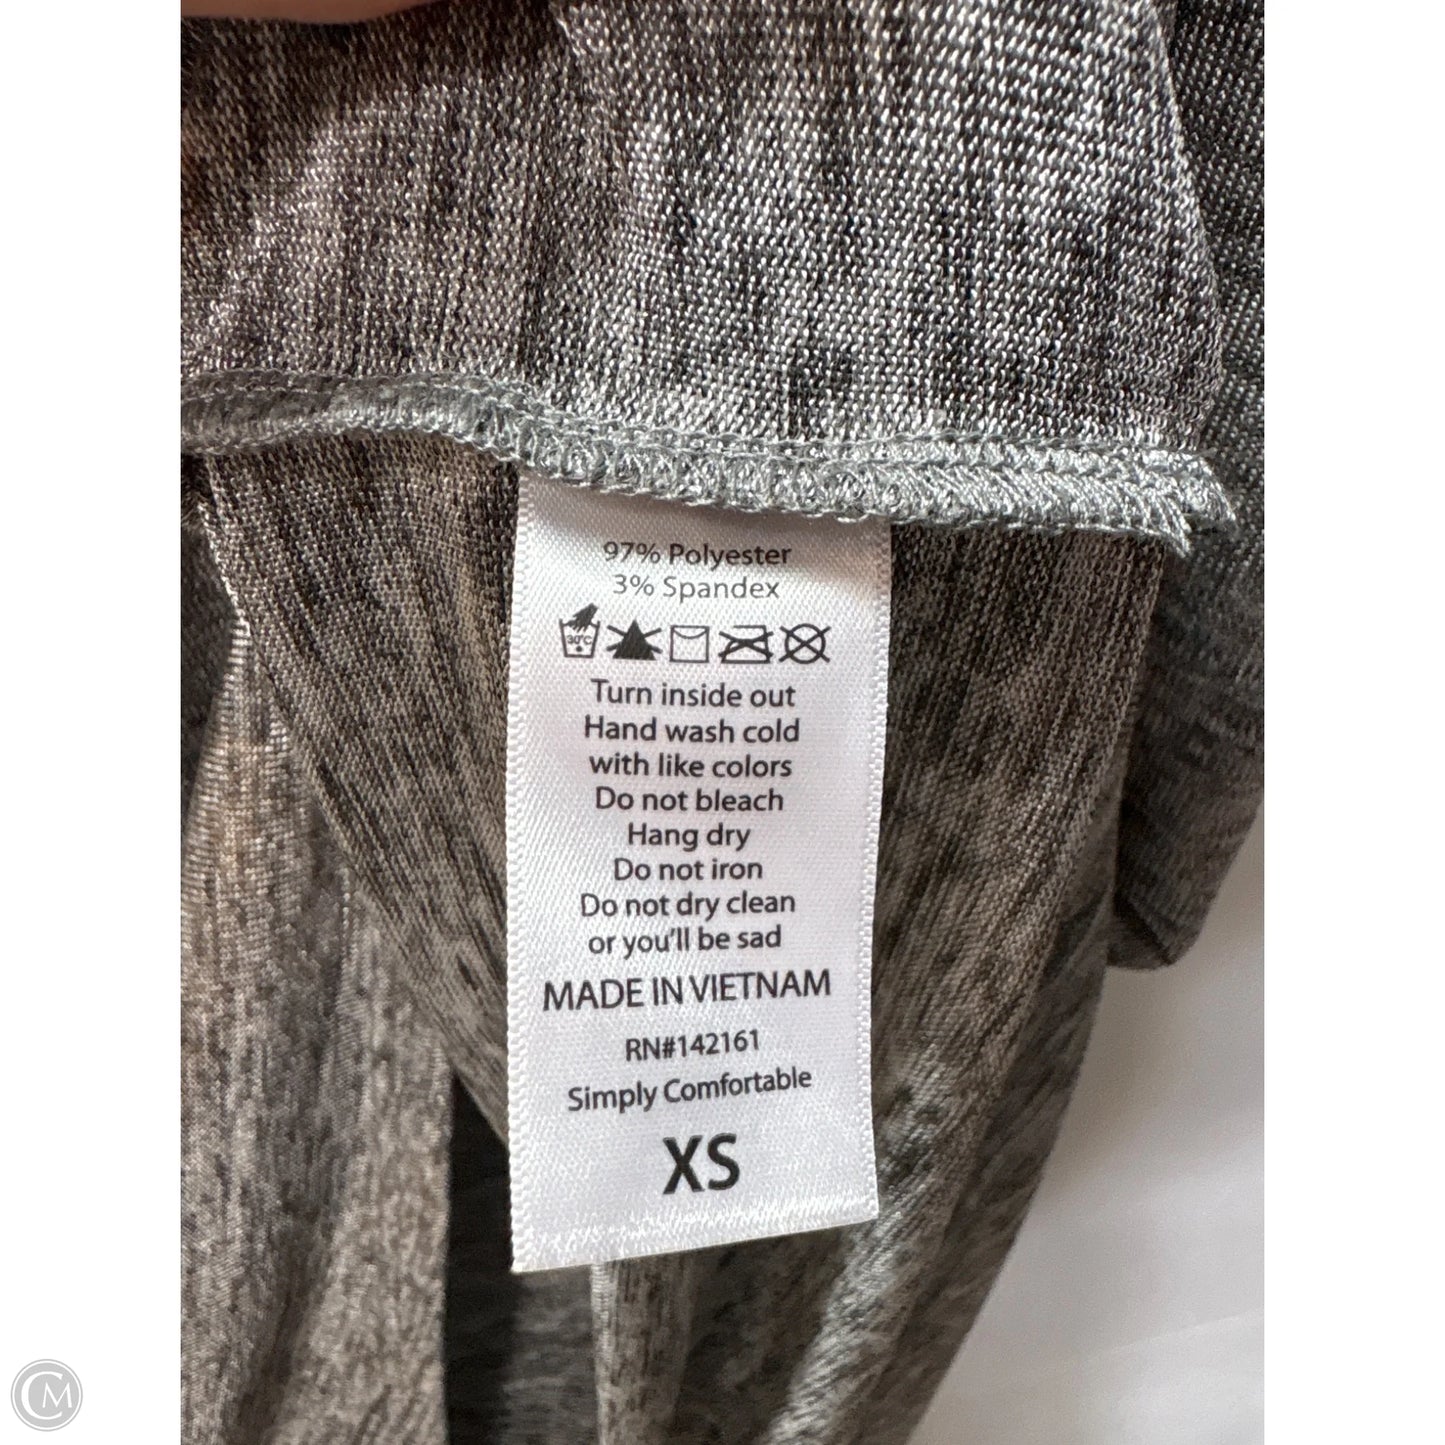 97% Polyester
3% Spandex
30°C
Turn inside out
Hand wash cold
with like colors
Do not bleach
Hang dry
Do not iron
Do not dry clean
or you'll be sad
MADE IN VIETNAM
RN#142161
Simply Comfortable
XS
CM